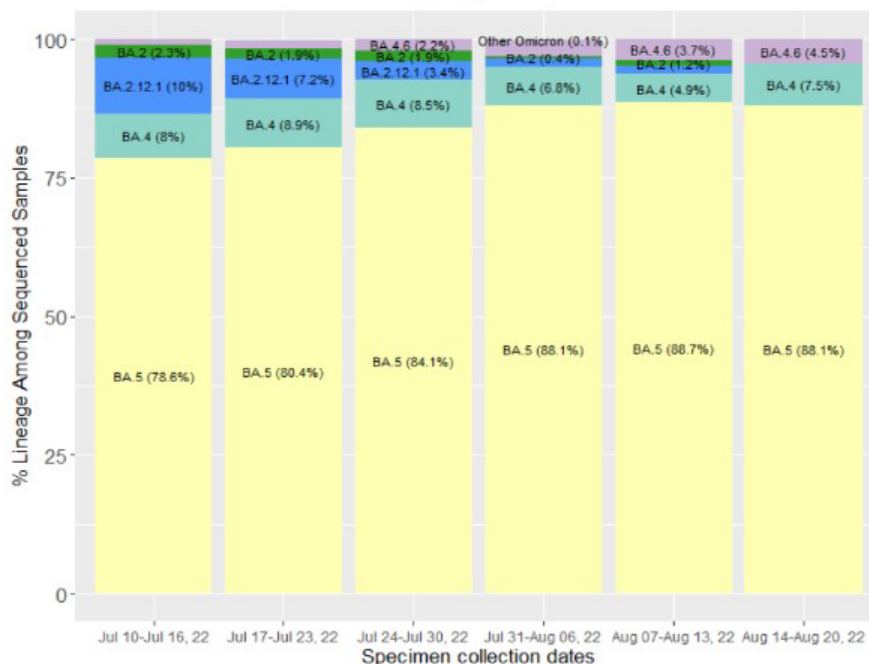 % Lineage Among Sequenced Samples
100
75
50
25
0
BA.2 (2.3%)
BA.2.12.1 (10%)
BA.4 (8%)
BA.5 (78.6%)
BA.2 (1.9%)
BA.2.12.1 (7.2%)
BA.4 (8.9%)
BA.5 (80.4%)
BA.4.6 (2.2%)
BA.2 (1.9%)
BA.2.12.1 (3.4%)
BA.4 (8.5%)
BA.5 (84.1%)
Other Omicron (0.1%)
BA.2 (0.4%)
BA.4 (6.8%)
BA.5 (88.1%)
BA.4.6 (3.7%)
BA.2 (1.2%)
BA.4 (4.9%)
BA.5 (88.7%)
BA.4.6 (4.5%)
BA.4 (7.5%)
BA.5 (88.1%)
Jul 10-Jul 16, 22
Jul 17-Jul 23, 22
Jul 24-Jul 30, 22
Jul 31-Aug 06, 22
Aug 07-Aug 13, 22
Aug 14-Aug 20, 22
Specimen collection dates